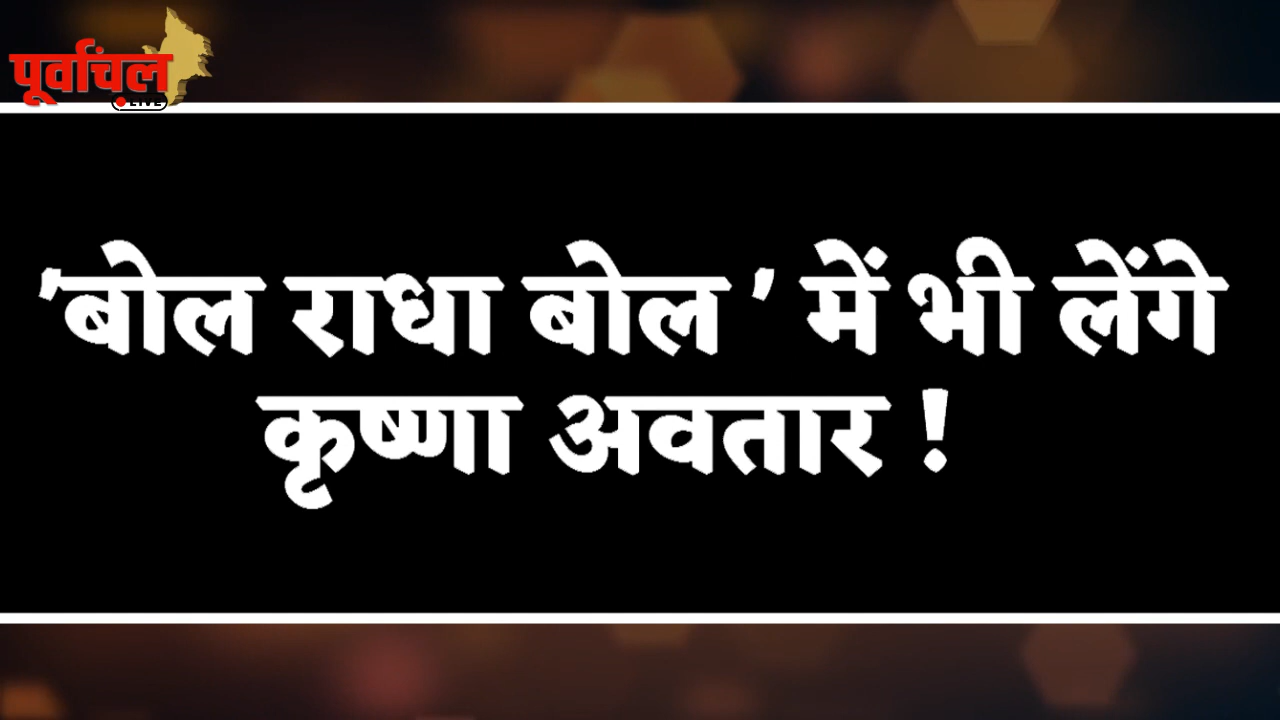 पूर्वांचल
LIVE
'बोल राधा बोल' में भी लेंगे
कृष्णा अवतार !